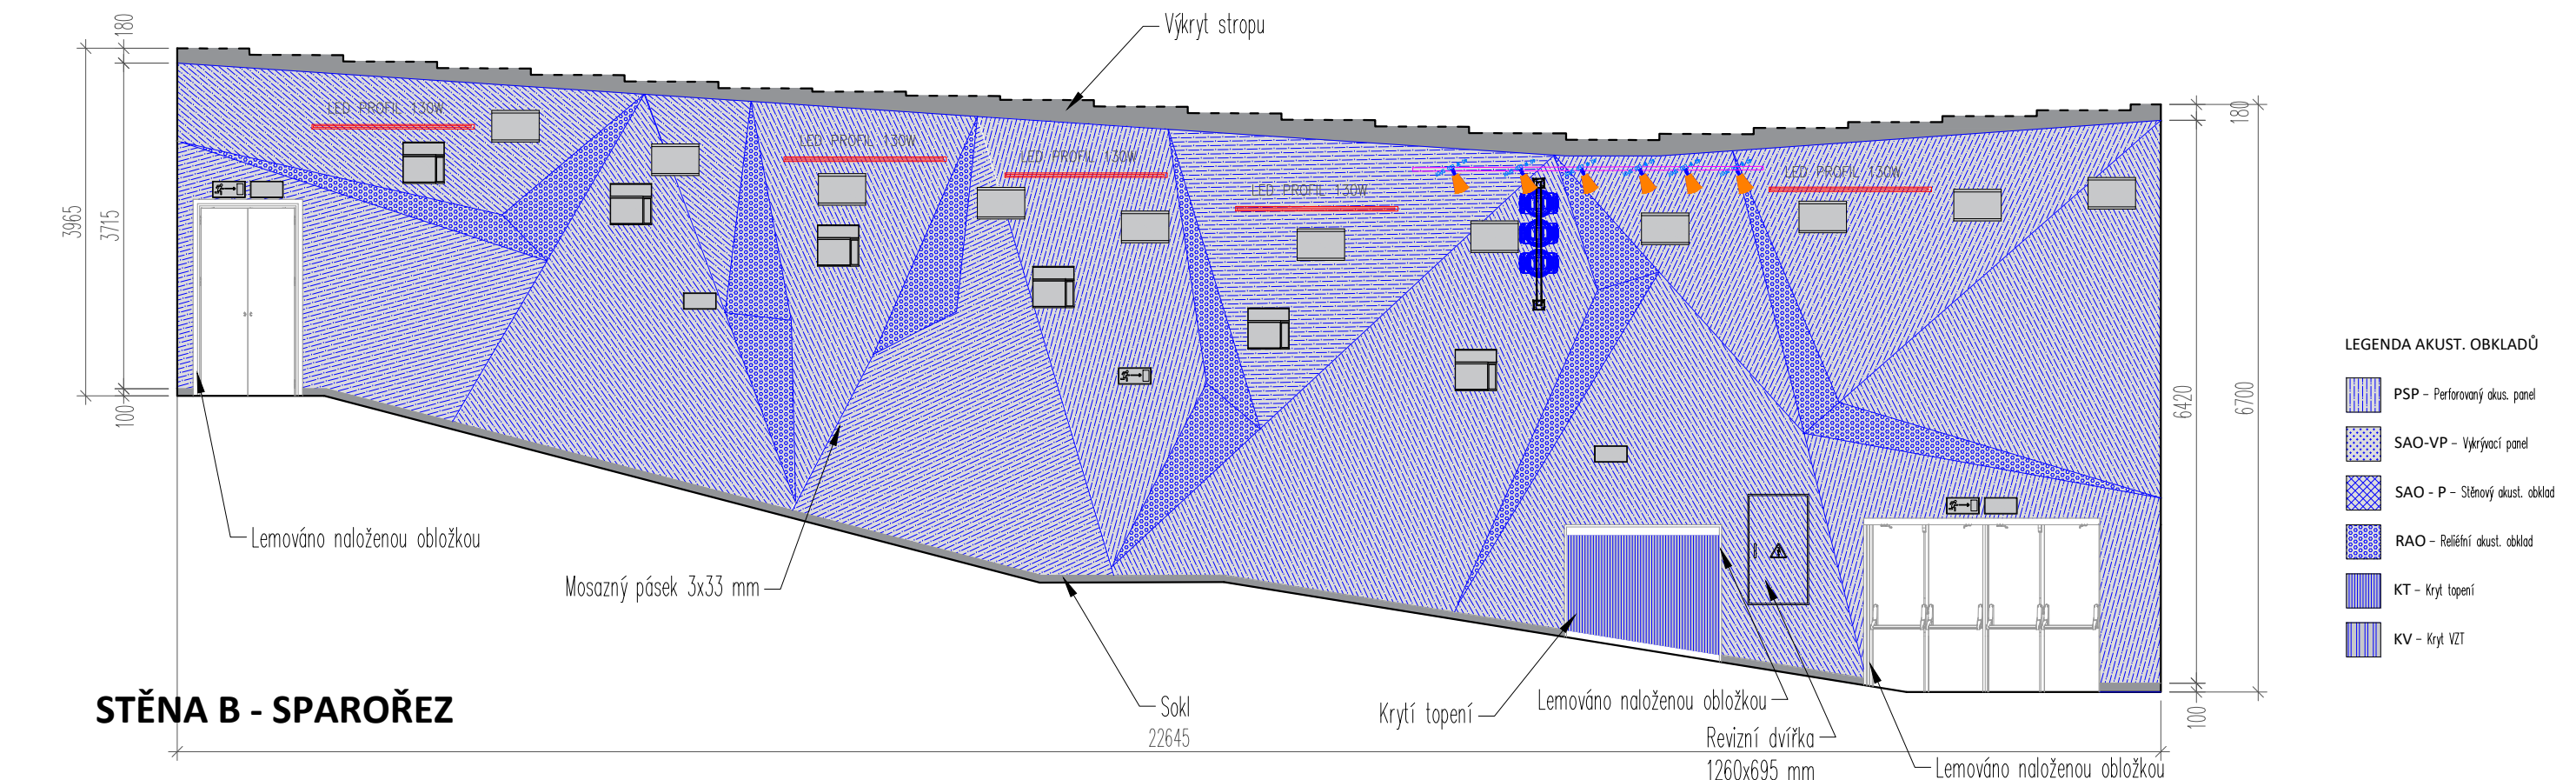 180
Výkryt stropu
LED PROFIL 130W
LED PROFIL 130W
LED PROFIL 130W
LED PROFIL 130W
LED PROFIL 130W
180
3965
3715
100
6420
6700
100
LEGENDA AKUST. OBKLADŮ
PSP - Perforovaný akus. panel
SAO-VP - Vykrývací panel
SAO - P - Stěnový akust. obklad
RAO - Reliéfní akust. obklad
KT - Kryt topení
KV - Kryt VZT
Lemováno naloženou obložkou
Mosazný pásek 3x33 mm
STĚNA B - SPAROŘEZ
Sokl
22645
Krytí topení
Lemováno naloženou obložkou
Revizní dvířka
1260x695 mm
Lemováno naloženou obložkou